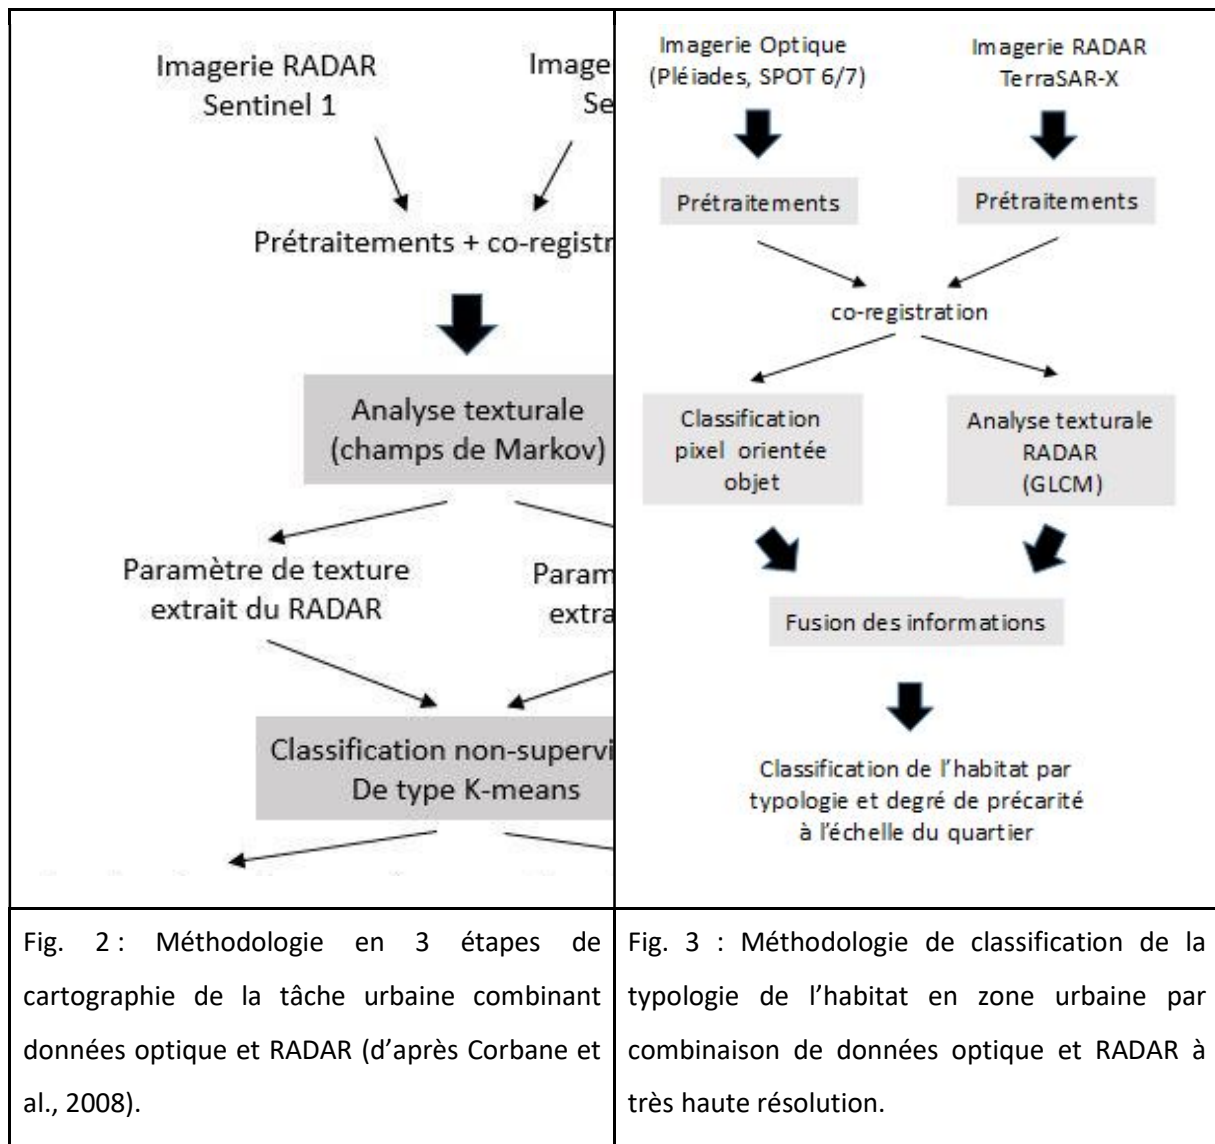 Imagerie RADAR
Sentinel 1
Image
Se
Prétraitements + co-registr
Analyse texturale
(champs de Markov)
Paramètre de texture
extrait du RADAR
Param
extra
Classification non-supervi
De type K-means
Imagerie Optique
(Pléiades, SPOT 6/7)
Imagerie RADAR
TerraSAR-X
Prétraitements
Prétraitements
co-registration
Classification
pixel orientée
objet
Analyse texturale
RADAR
(GLCM)
Fusion des informations
Classification de l'habitat par
typologie et degré de précarité
à l'échelle du quartier
Fig. 2 : Méthodologie en 3 étapes de
cartographie de la tâche urbaine combinant
données optique et RADAR (d'après Corbane et
al., 2008).
Fig. 3 : Méthodologie de classification de la
typologie de l'habitat en zone urbaine par
combinaison de données optique et RADAR à
très haute résolution.